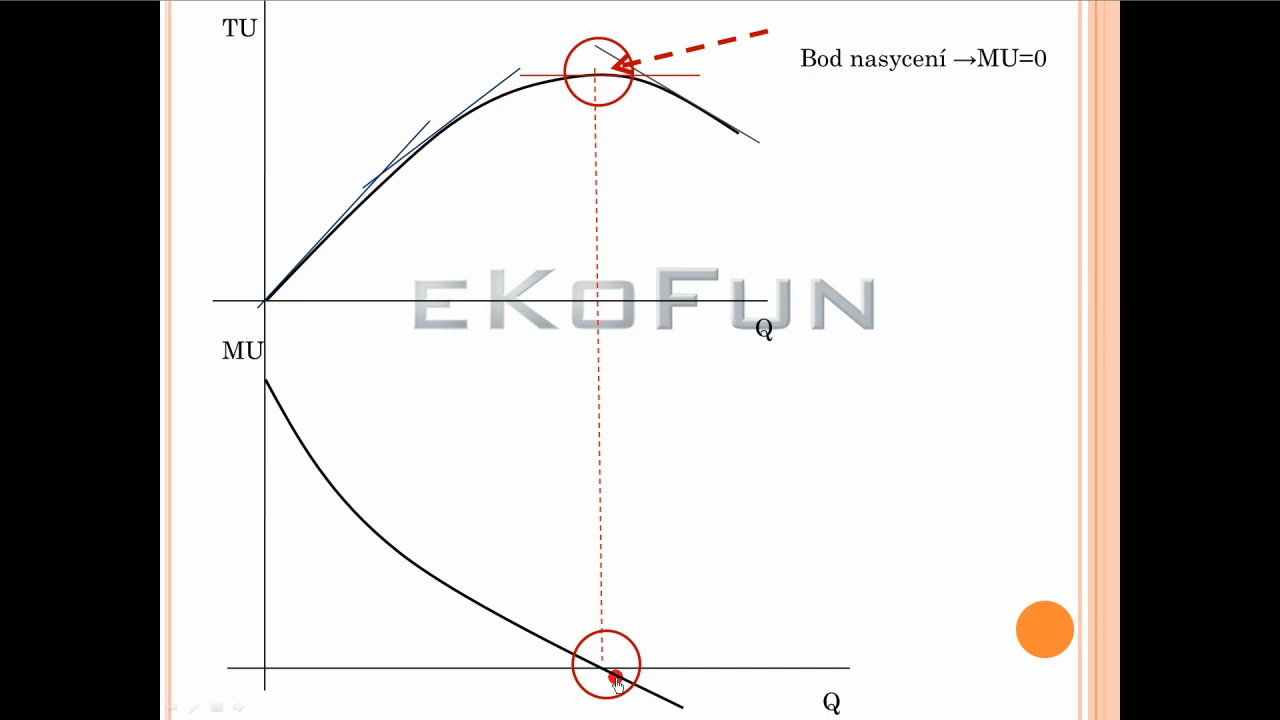 TU
Bod nasycení →MU=0
eKoFun
Q
MU
Q